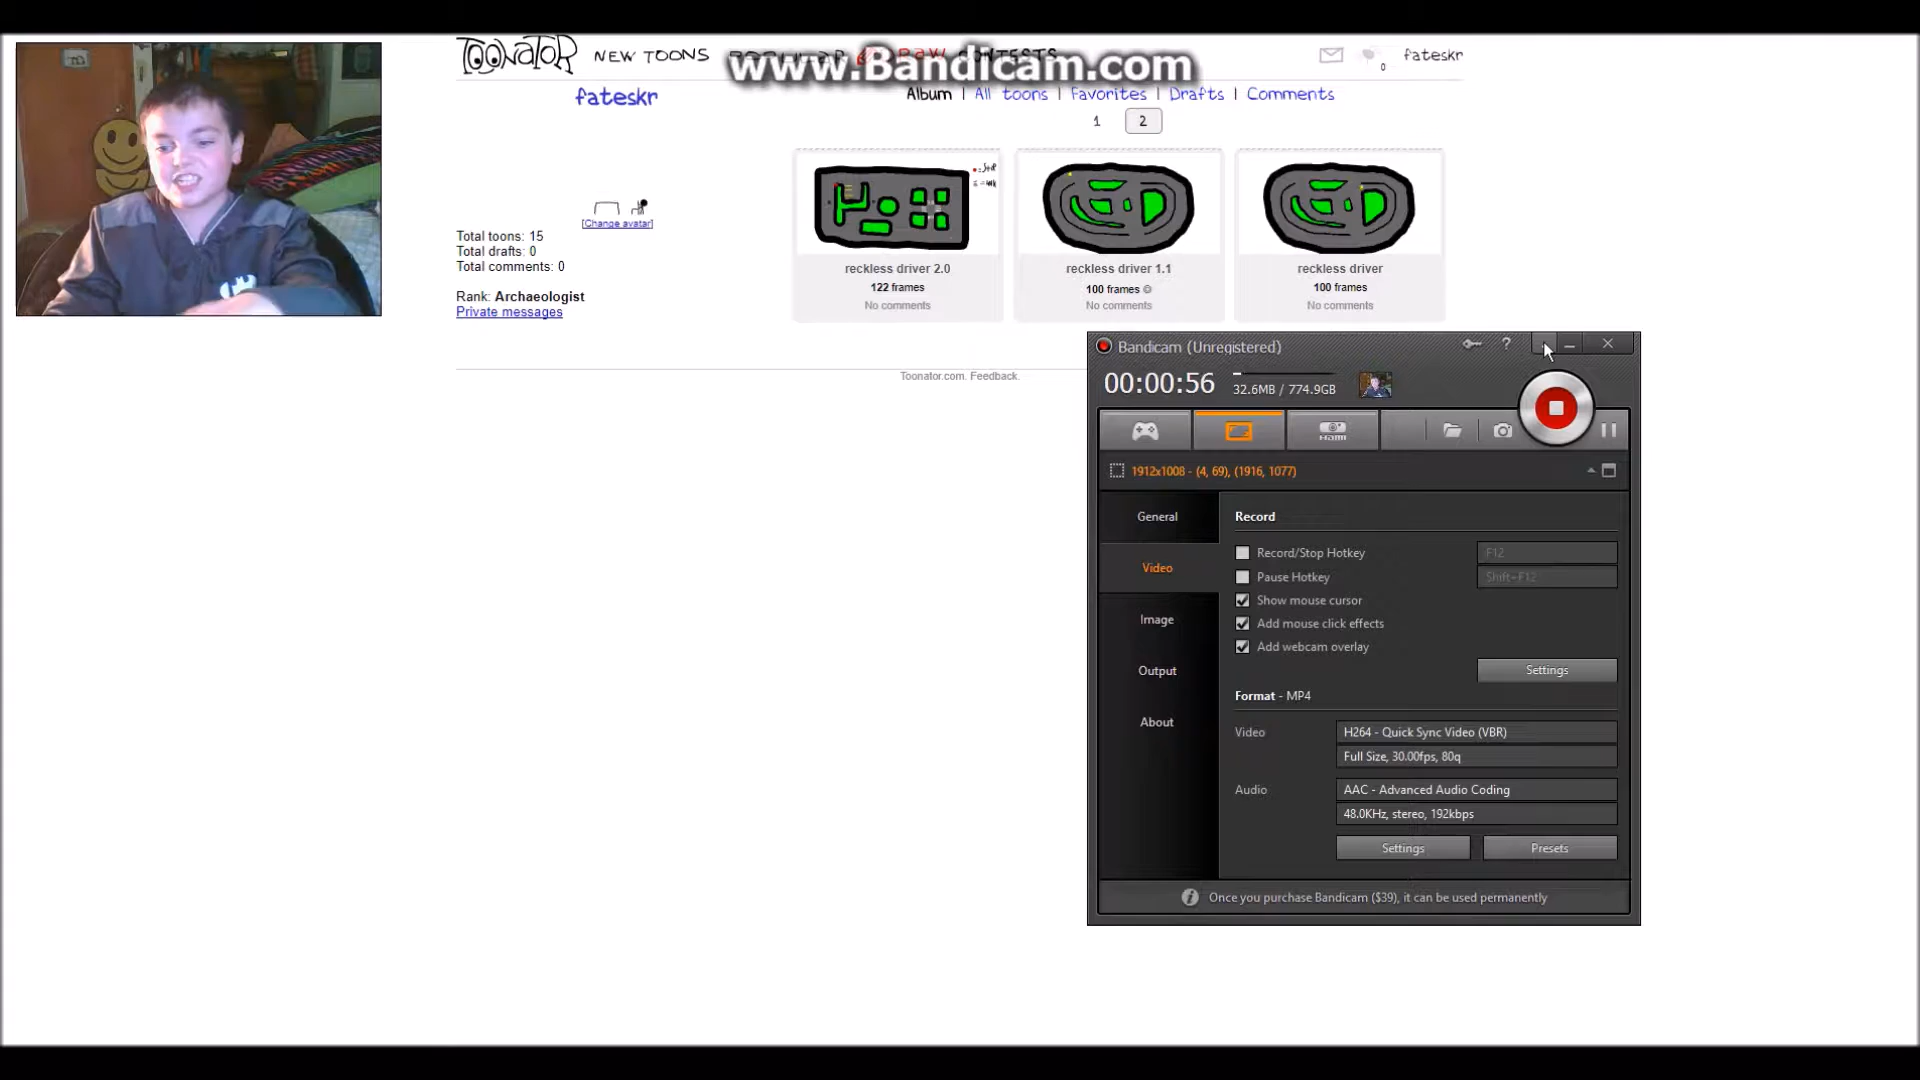 TOONATOR NEW TOONS POPULAR DRAW CONTESTS
www.Bandicam.com
0
fateskr
fateskr
Album | All toons | Favorites | Drafts | Comments
1 2
[Change avatar]
Total toons: 15
Total drafts: 0
Total comments: 0
Rank: Archaeologist
Private messages
reckless driver 2.0
122 frames
No comments
reckless driver 1.1
100 frames
No comments
reckless driver
100 frames
No comments
Toonator.com. Feedback.
Bandicam (Unregistered)
?
00:00:56
32.6MB / 774.9GB
1912x1008 - (4, 69), (1916, 1077)
General
Video
Image
Output
About
Record
Record/Stop Hotkey
F12
Pause Hotkey
Shift+F12
Show mouse cursor
Add mouse click effects
Add webcam overlay
Settings
Format - MP4
Video
H264 - Quick Sync Video (VBR)
Full Size, 30.00fps, 80q
Audio
AAC - Advanced Audio Coding
48.0KHz, stereo, 192kbps
Settings
Presets
Once you purchase Bandicam ($39), it can be used permanently